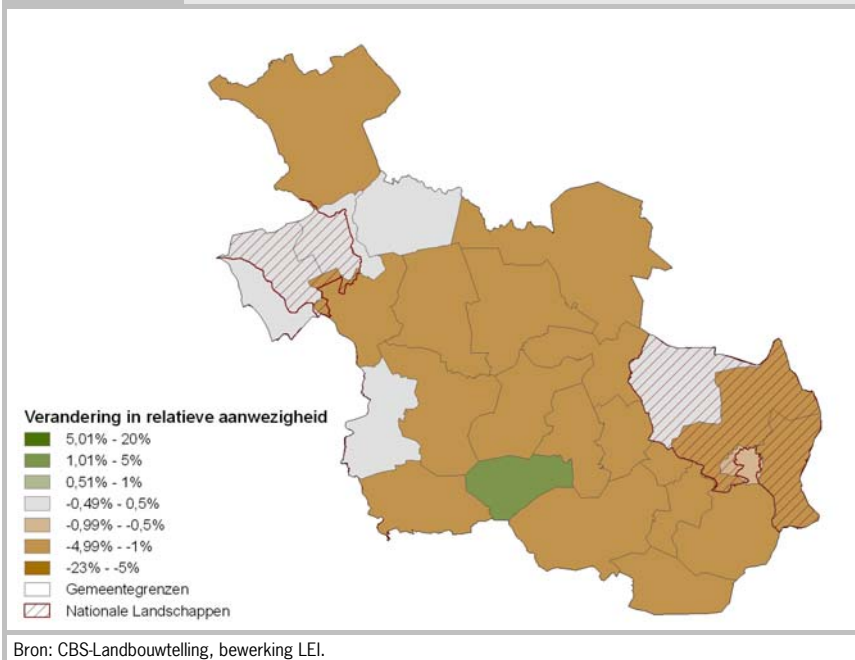 Verandering in relatieve aanwezigheid
5,01% - 20%
1,01% - 5%
0,51% - 1%
-0,49% - 0,5%
-0,99% - -0,5%
-4,99% - -1%
-23% - -5%
Gemeentegrenzen
Nationale Landschappen
Bron: CBS-Landbouwtelling, bewerking LEI.